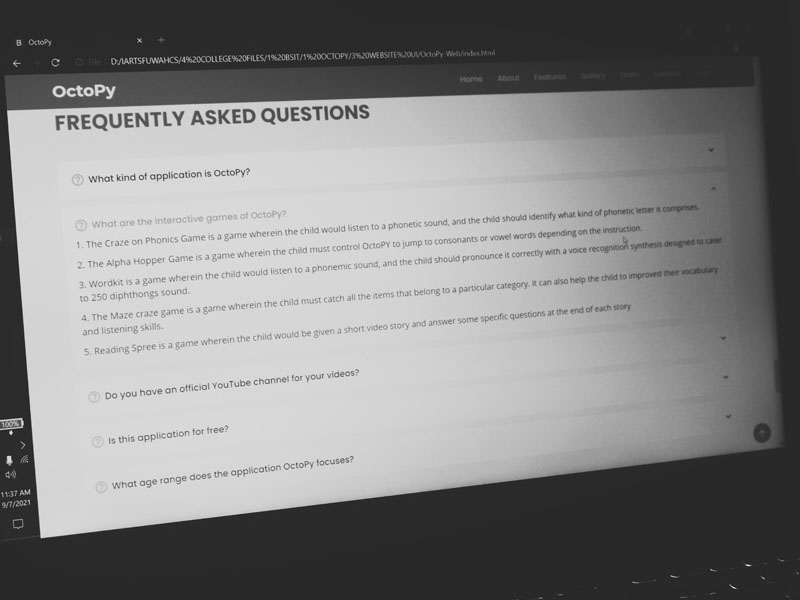 OctoPy
File
D:/IARTSFUWAHCS/4%20COLLEGE%20FILES/1%20BSIT/1%20OCTOPY/3%20WEBSITE%20UI/OctoPy-Web/index.html
OctoPy
Home About Features Gallery Team
FREQUENTLY ASKED QUESTIONS
What kind of application is OctoPy?
What are the interactive games of OctoPy?
1. The Craze on Phonics Game is a game wherein the child would listen to a phonetic sound, and the child should identify what kind of phonetic letter it comprises.
2. The Alpha Hopper Game is a game wherein the child must control OctoPY to jump to consonants or vowel words depending on the instruction.
3. Wordkit is a game wherein the child would listen to a phonemic sound, and the child should pronounce it correctly with a voice recognition synthesis designed to cater
to 250 diphthongs sound.
4. The Maze craze game is a game wherein the child must catch all the items that belong to a particular category. It can also help the child to improved their vocabulary
and listening skills.
5. Reading Spree is a game wherein the child would be given a short video story and answer some specific questions at the end of each story
Do you have an official YouTube channel for your videos?
Is this application for free?
What age range does the application OctoPy focuses?
100%
11:37 AM
9/7/2021